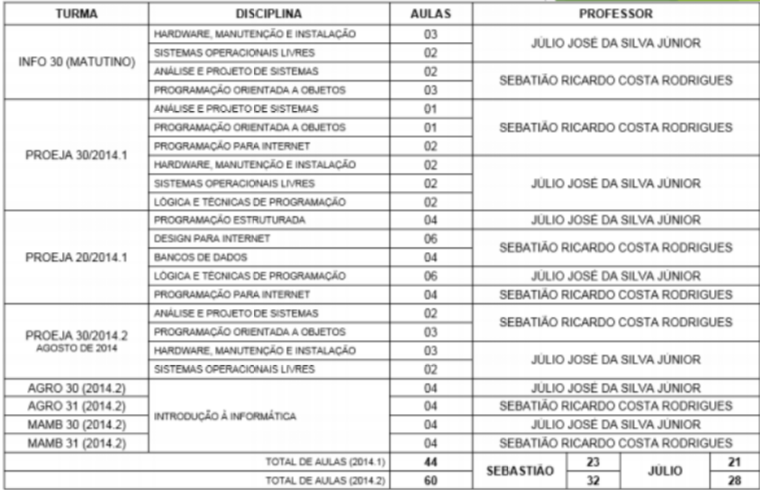 TURMA DISCIPLINA AULAS PROFESSOR
INFO 30 (MATUTINO)
HARDWARE, MANUTENÇÃO E INSTALAÇÃO 03
SISTEMAS OPERACIONAIS LIVRES 02
JÚLIO JOSÉ DA SILVA JÚNIOR
ANÁLISE E PROJETO DE SISTEMAS 02
PROGRAMAÇÃO ORIENTADA A OBJETOS 03
SEBATIÃO RICARDO COSTA RODRIGUES
PROEJA 30/2014.1
ANÁLISE E PROJETO DE SISTEMAS 01
PROGRAMAÇÃO ORIENTADA A OBJETOS 01
PROGRAMAÇÃO PARA INTERNET 02
SEBATIÃO RICARDO COSTA RODRIGUES
HARDWARE, MANUTENÇÃO E INSTALAÇÃO 02
SISTEMAS OPERACIONAIS LIVRES 02
LÓGICA E TÉCNICAS DE PROGRAMAÇÃO 02
JÚLIO JOSÉ DA SILVA JÚNIOR
PROEJA 20/2014.1
PROGRAMAÇÃO ESTRUTURADA 04 JÚLIO JOSÉ DA SILVA JÚNIOR
DESIGN PARA INTERNET 06
BANCOS DE DADOS 04
SEBATIÃO RICARDO COSTA RODRIGUES
LÓGICA E TÉCNICAS DE PROGRAMAÇÃO 06 JÚLIO JOSÉ DA SILVA JÚNIOR
PROGRAMAÇÃO PARA INTERNET 04 SEBATIÃO RICARDO COSTA RODRIGUES
PROEJA 30/2014.2
AGOSTO DE 2014
ANÁLISE E PROJETO DE SISTEMAS 02
PROGRAMAÇÃO ORIENTADA A OBJETOS 03
SEBATIÃO RICARDO COSTA RODRIGUES
HARDWARE, MANUTENÇÃO E INSTALAÇÃO 03
SISTEMAS OPERACIONAIS LIVRES 02
JÚLIO JOSÉ DA SILVA JÚNIOR
AGRO 30 (2014.2) 04 JÚLIO JOSÉ DA SILVA JÚNIOR
AGRO 31 (2014.2) 04 SEBATIÃO RICARDO COSTA RODRIGUES
INTRODUÇÃO À INFORMÁTICA
MAMB 30 (2014.2) 04 JÚLIO JOSÉ DA SILVA JÚNIOR
MAMB 31 (2014.2) 04 SEBATIÃO RICARDO COSTA RODRIGUES
TOTAL DE AULAS (2014.1) 44 SEBASTIÃO 23 JÚLIO 21
TOTAL DE AULAS (2014.2) 60 32 28